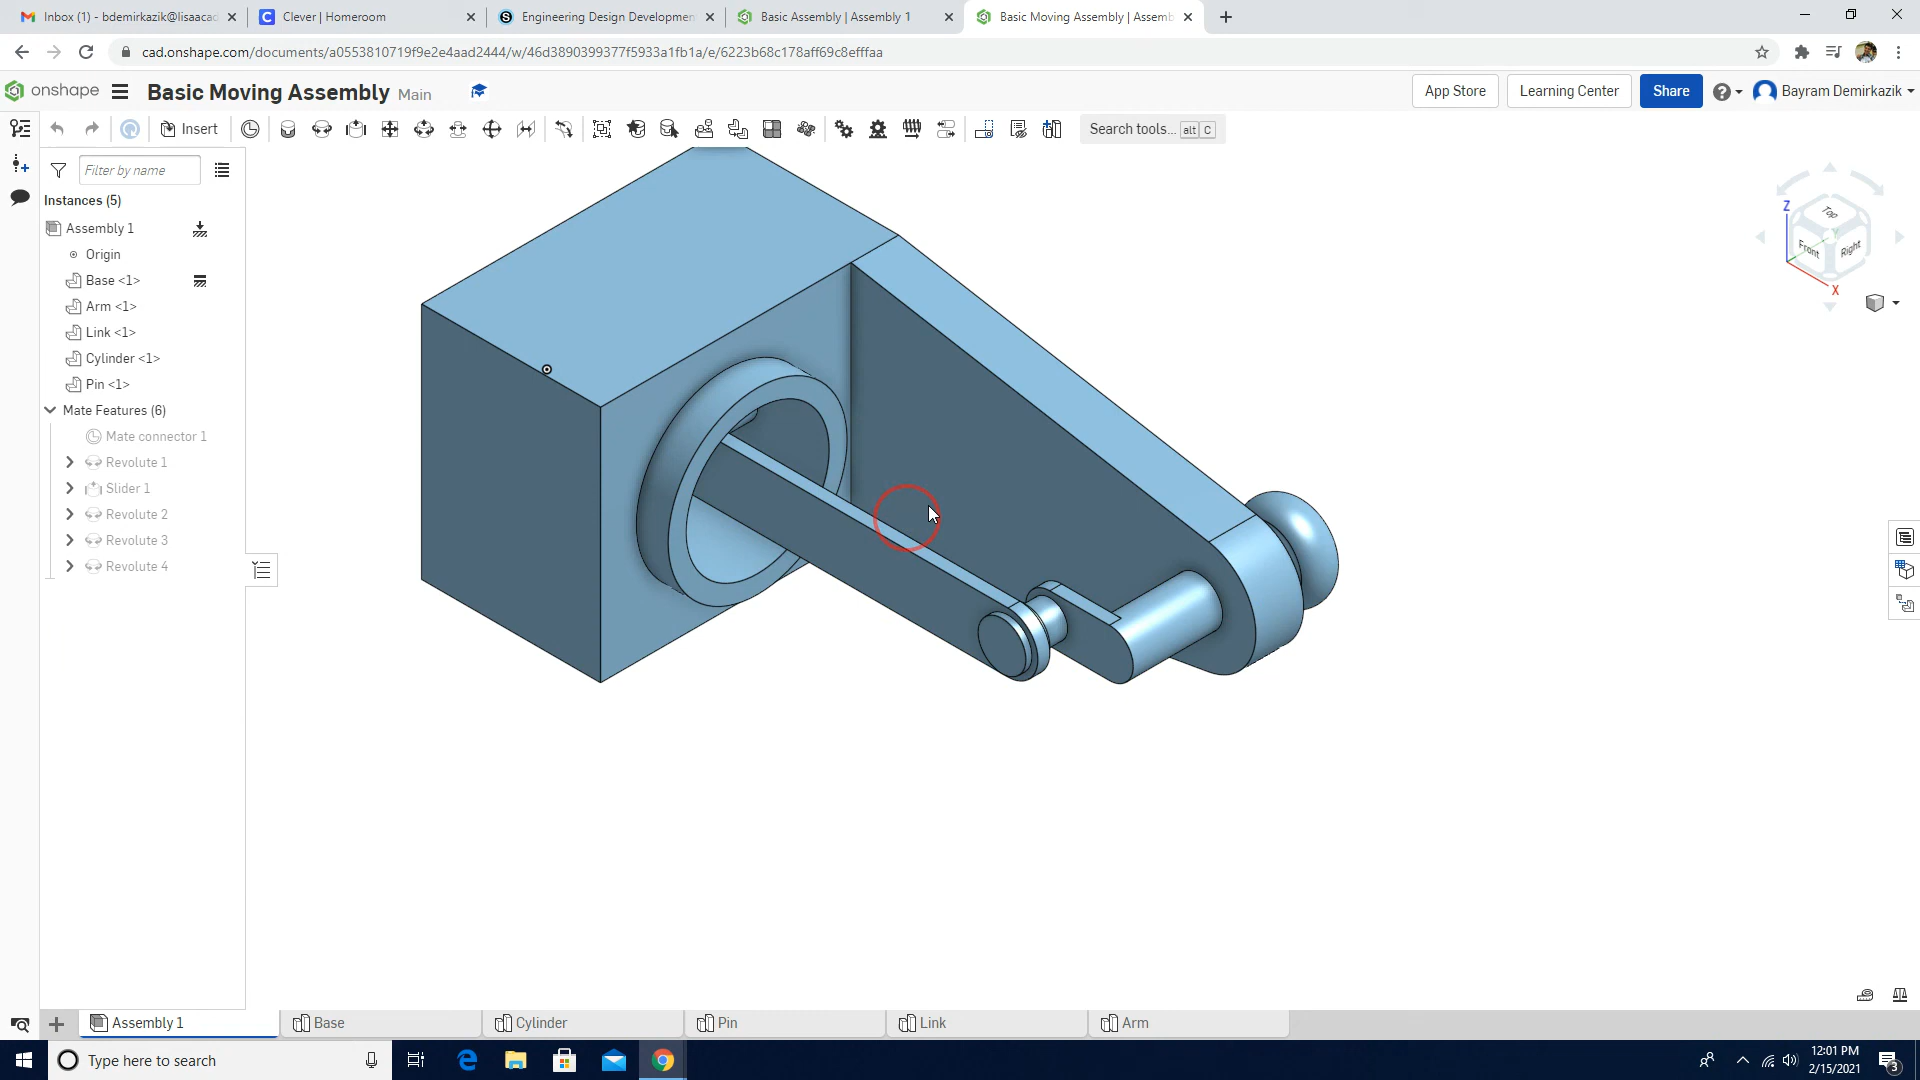 Inbox (1) - bdemirkazik@lisaacad
Clever | Homeroom
Engineering Design Developmen
Basic Assembly | Assembly 1
Basic Moving Assembly | Assemb
cad.onshape.com/documents/a0553810719f9e2e4aad2444/w/46d3890399377f5933a1fb1a/e/6223b68c178aff69c8efffaa
onshape
Basic Moving Assembly Main
App Store
Learning Center
Share
Bayram Demirkazik
Insert
Search tools... alt C
Filter by name
Instances (5)
Assembly 1
Origin
Base <1>
Arm <1>
Link <1>
Cylinder <1>
Pin <1>
Mate Features (6)
Mate connector 1
Revolute 1
Slider 1
Revolute 2
Revolute 3
Revolute 4
Z
Top
Y
Front
Right
X
Assembly 1
Base
Cylinder
Pin
Link
Arm
Type here to search
12:01 PM
2/15/2021
3